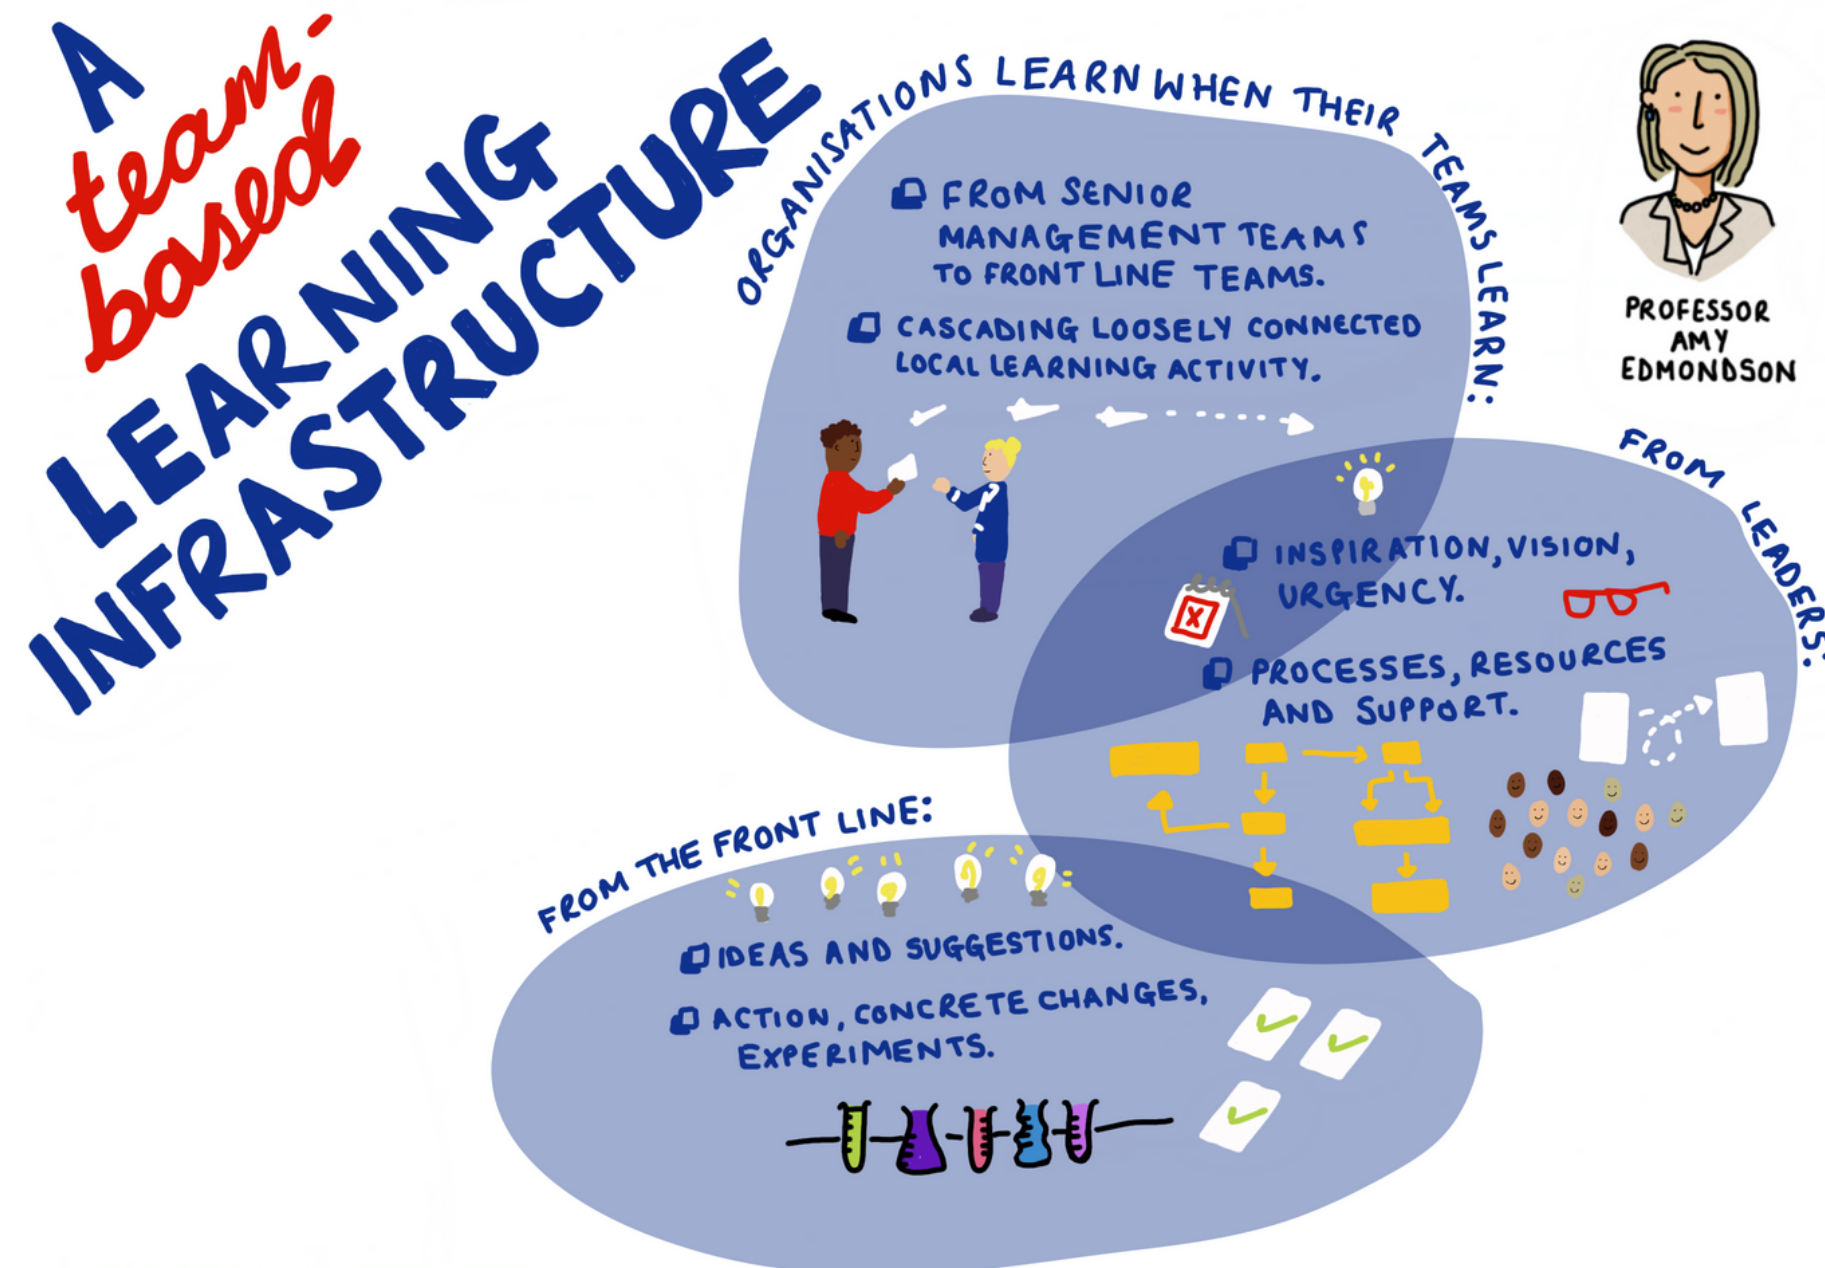 A
team-
based
LEARNING
INFRASTRUCTURE
ORGANISATIONS LEARN WHEN THEIR TEAMS LEARN:
FROM SENIOR
MANAGEMENT TEAMS
TO FRONT LINE TEAMS.
CASCADING LOOSELY CONNECTED
LOCAL LEARNING ACTIVITY.
PROFESSOR
AMY
EDMONDSON
FROM LEADERS:
INSPIRATION, VISION,
URGENCY.
X
PROCESSES, RESOURCES
AND SUPPORT.
FROM THE FRONT LINE:
IDEAS AND SUGGESTIONS.
ACTION, CONCRETE CHANGES,
EXPERIMENTS.